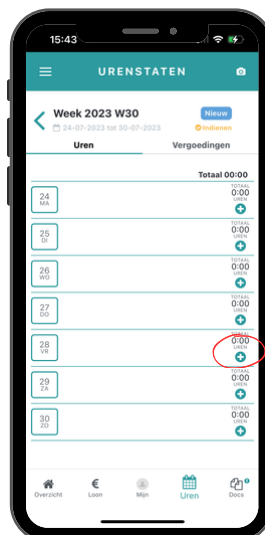 15:43
URENSTATEN
Week 2023 W30
Nieuw
24-07-2023 tot 30-07-2023
Indienen
Uren
Vergoedingen
Totaal 00:00
24
MA
TOTAAL
0:00
UREN
25
DI
TOTAAL
0:00
UREN
26
WO
TOTAAL
0:00
UREN
27
DO
TOTAAL
0:00
UREN
28
VR
TOTAAL
0:00
UREN
29
ZA
TOTAAL
0:00
UREN
30
ZO
TOTAAL
0:00
UREN
Overzicht
€
Loon
Mijn
Uren
Docs